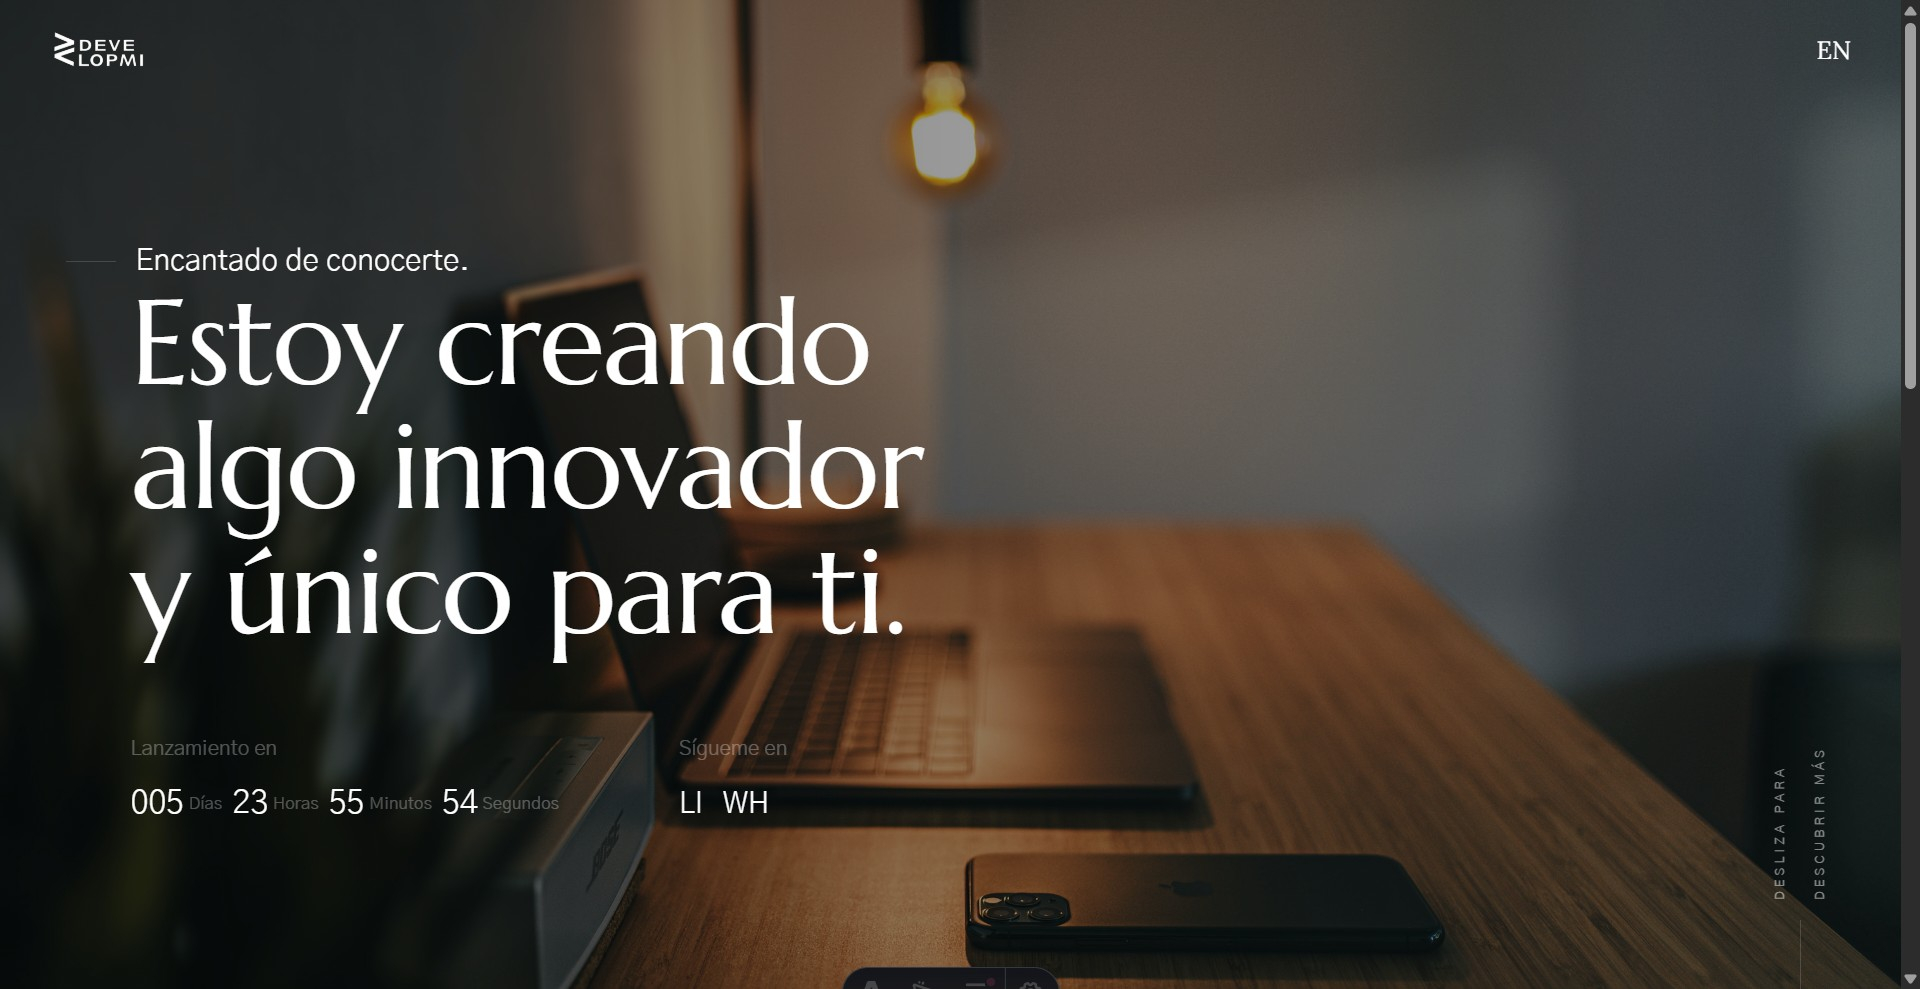 DEVE
LOPMI
EN
Encantado de conocerte.
Estoy creando
algo innovador
y único para ti.
Lanzamiento en
005 Días 23 Horas 55 Minutos 54 Segundos
Sígueme en
LI WH
DESLIZA PARA
DESCUBRIR MÁS
BOSE